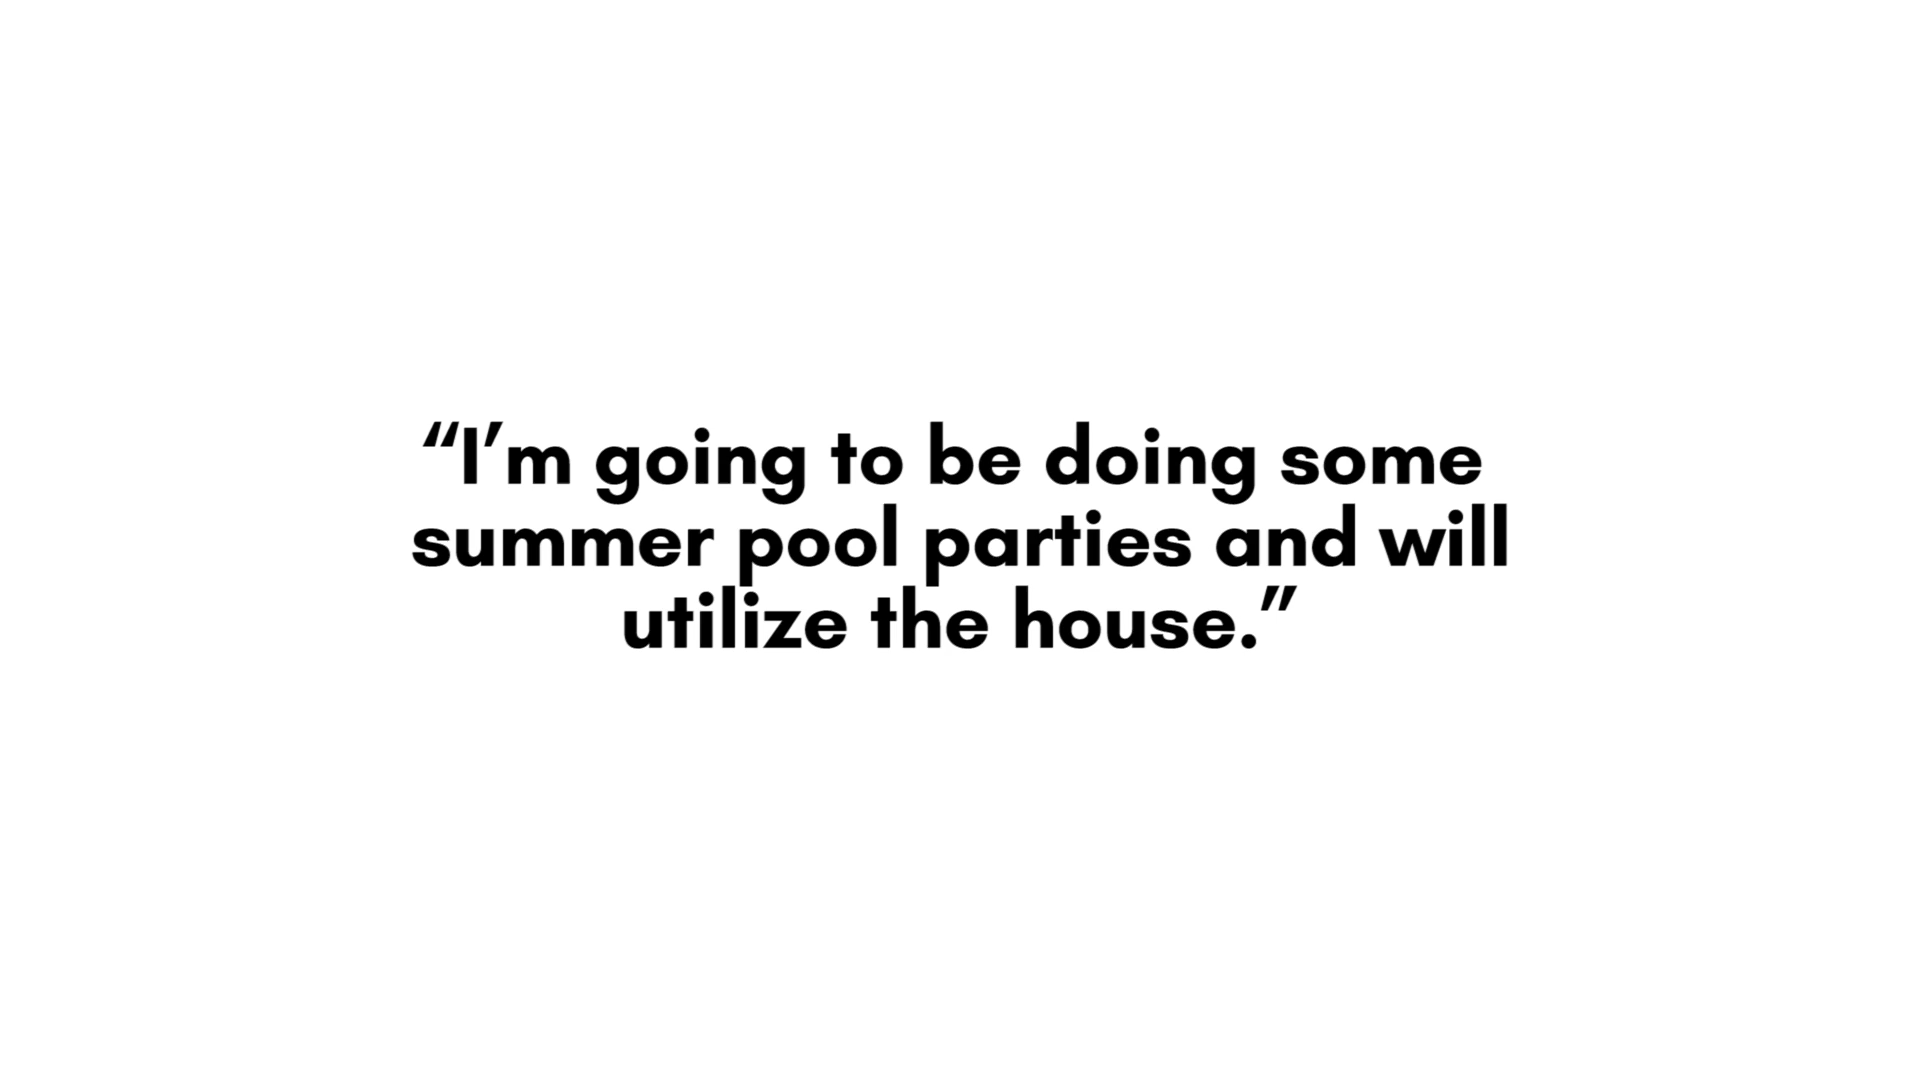 “I’m going to be doing some
summer pool parties and will
utilize the house.”